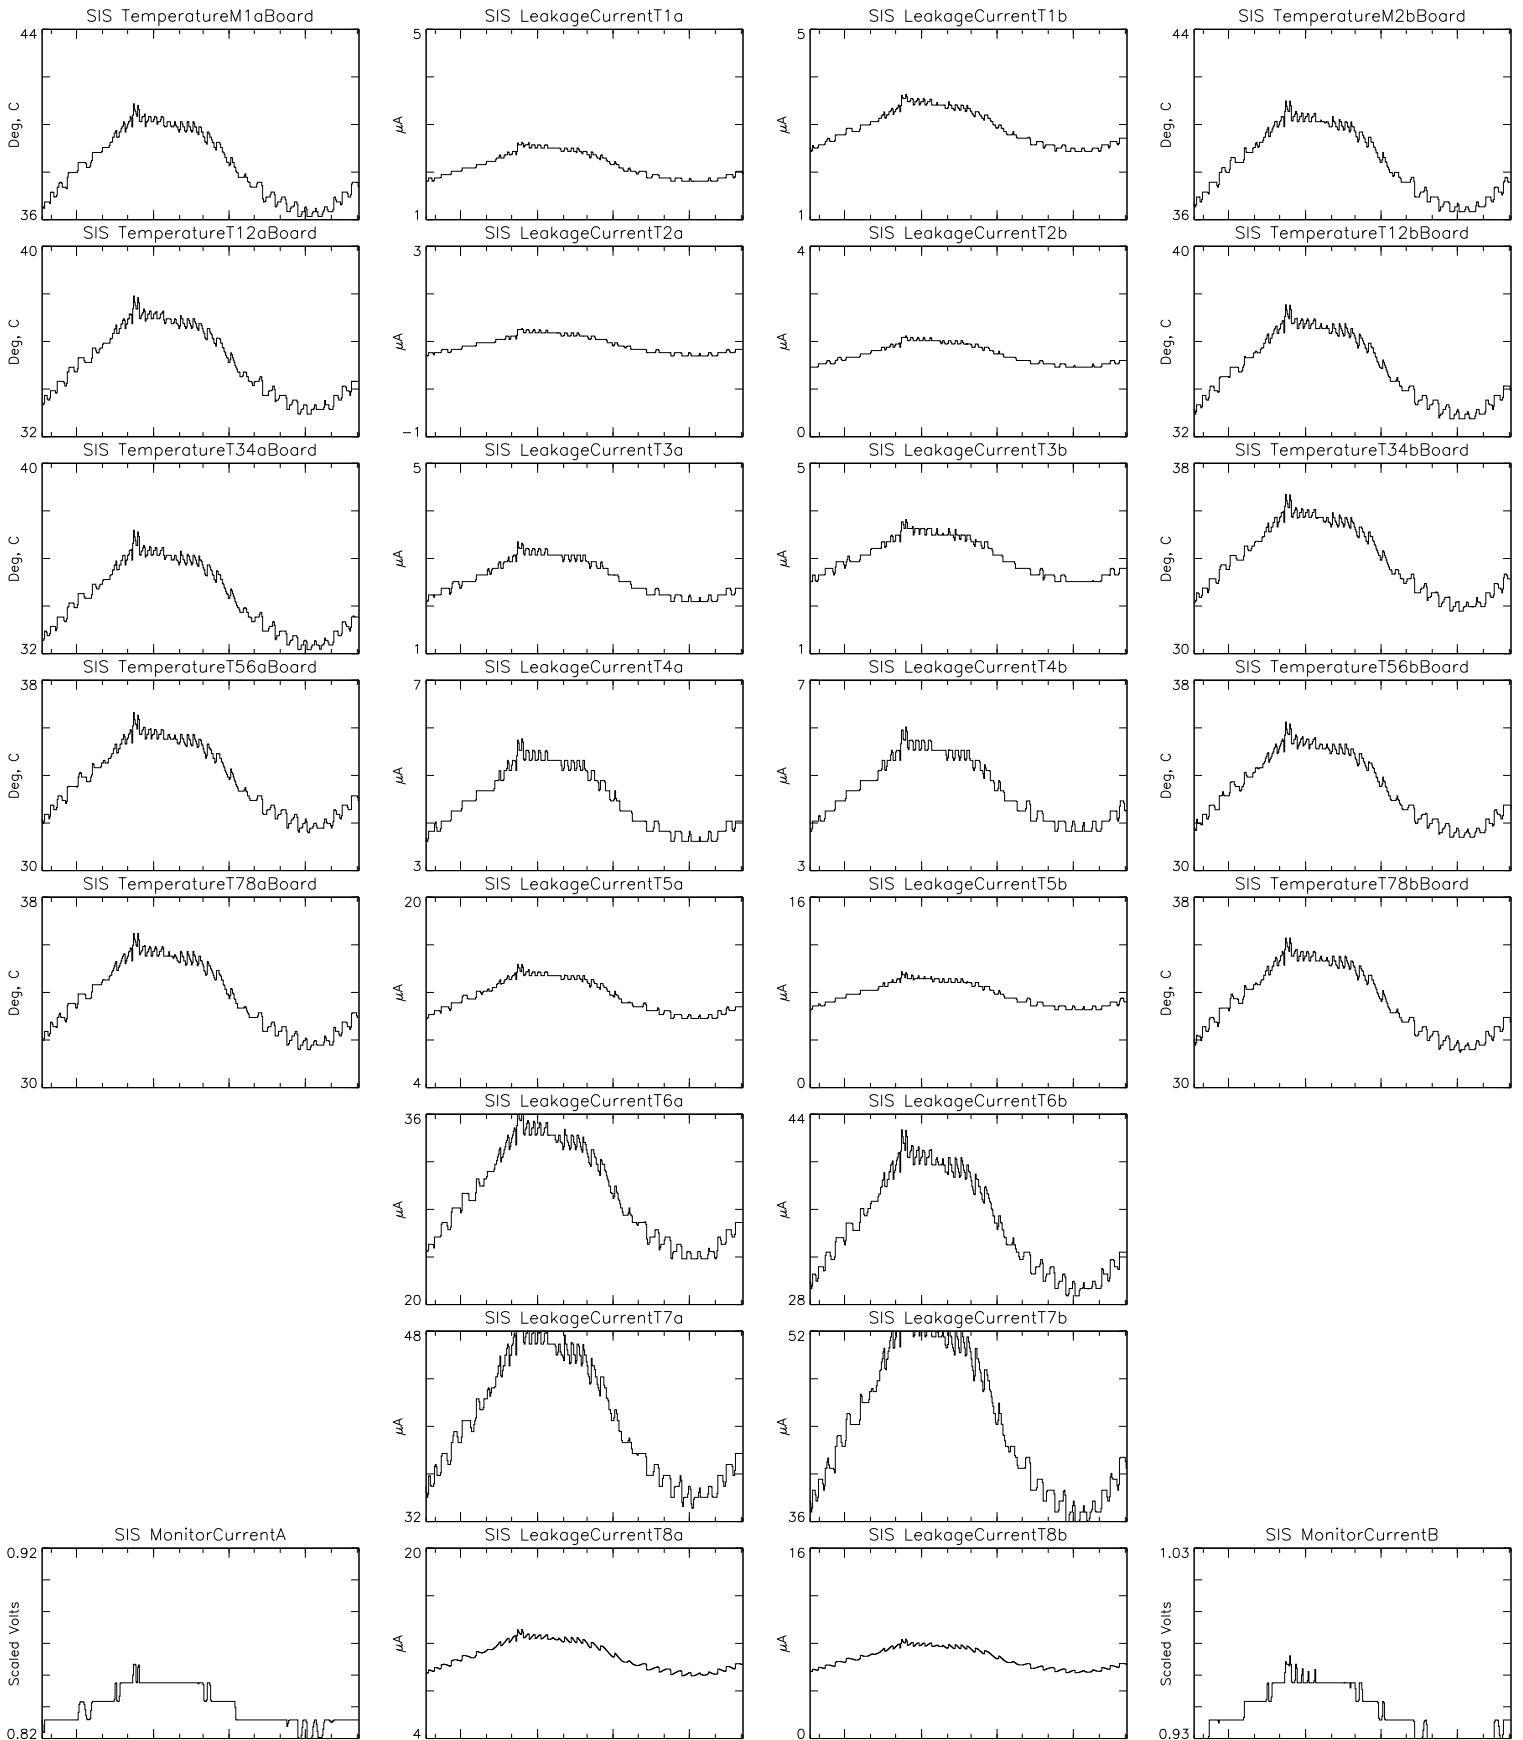 SIS TemperatureM1aBoard SIS LeakageCurrentT1a SIS LeakageCurrentT1b SIS TemperatureM2bBoard
44 5 5 44
Deg, C μA μA Deg, C
36 1 1 36
SIS TemperatureT12aBoard SIS LeakageCurrentT2a SIS LeakageCurrentT2b SIS TemperatureT12bBoard
40 3 4 40
Deg, C μA μA Deg, C
32 −1 0 32
SIS TemperatureT34aBoard SIS LeakageCurrentT3a SIS LeakageCurrentT3b SIS TemperatureT34bBoard
40 5 5 38
Deg, C μA μA Deg, C
32 1 1 30
SIS TemperatureT56aBoard SIS LeakageCurrentT4a SIS LeakageCurrentT4b SIS TemperatureT56bBoard
38 7 7 38
Deg, C μA μA Deg, C
30 3 3 30
SIS TemperatureT78aBoard SIS LeakageCurrentT5a SIS LeakageCurrentT5b SIS TemperatureT78bBoard
38 20 16 38
Deg, C μA μA Deg, C
30 4 0 30
SIS LeakageCurrentT6a SIS LeakageCurrentT6b
36 44
μA μA
20 28
SIS LeakageCurrentT7a SIS LeakageCurrentT7b
48 52
μA μA
32 36
SIS MonitorCurrentA SIS LeakageCurrentT8a SIS LeakageCurrentT8b SIS MonitorCurrentB
0.92 20 16 1.03
Scaled Volts μA μA Scaled Volts
0.82 4 0 0.93